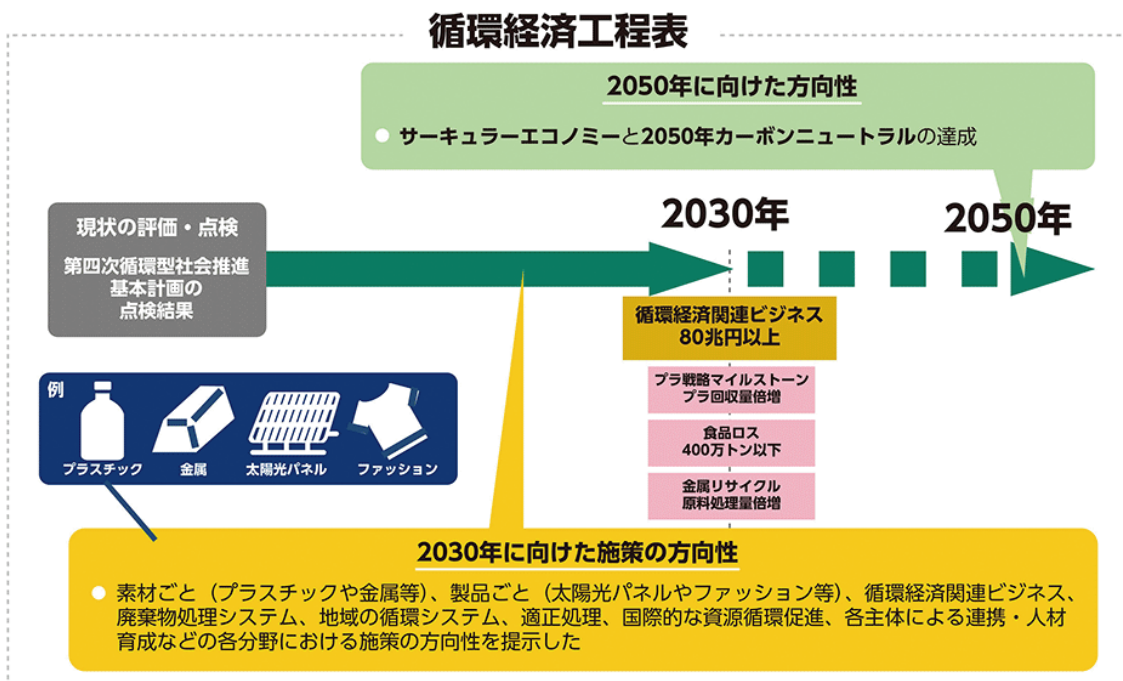 循環経済工程表
2050年に向けた方向性
サーキュラーエコノミーと2050年カーボンニュートラルの達成
現状の評価・点検
第四次循環型社会推進
基本計画の
点検結果
2030年
2050年
循環経済関連ビジネス
80兆円以上
プラ戦略マイルストーン
プラ回収量倍増
食品ロス
400万トン以下
金属リサイクル
原料処理量倍増
例
プラスチック
金属
太陽光パネル
ファッション
2030年に向けた施策の方向性
素材ごと（プラスチックや金属等）、製品ごと（太陽光パネルやファッション等）、循環経済関連ビジネス、
廃棄物処理システム、地域の循環システム、適正処理、国際的な資源循環促進、各主体による連携・人材
育成などの各分野における施策の方向性を提示した